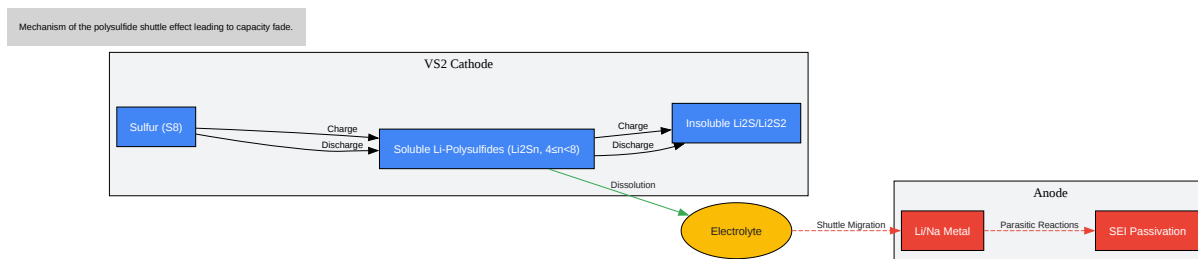 Mechanism of the polysulfide shuttle effect leading to capacity fade.
VS2 Cathode
Sulfur (S8)
Charge
Discharge
Soluble Li-Polysulfides (Li2Sn, 4≤n<8)
Charge
Discharge
Insoluble Li2S/Li2S2
Dissolution
Electrolyte
Shuttle Migration
Anode
Li/Na Metal
Parasitic Reactions
SEI Passivation